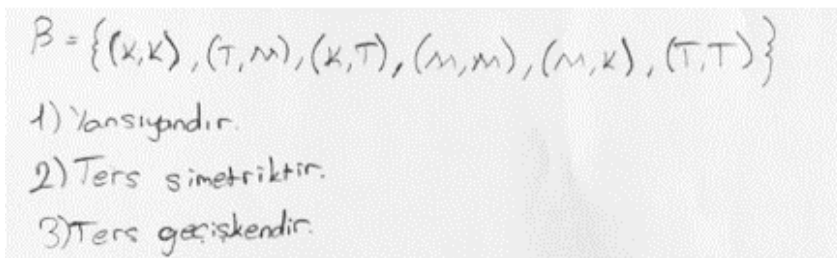 β = {(K,K), (T,M), (K,T), (M,M), (M,K), (T,T)}
1) Yansıyandır.
2) Ters simetriktir.
3) Ters geçişkendir.